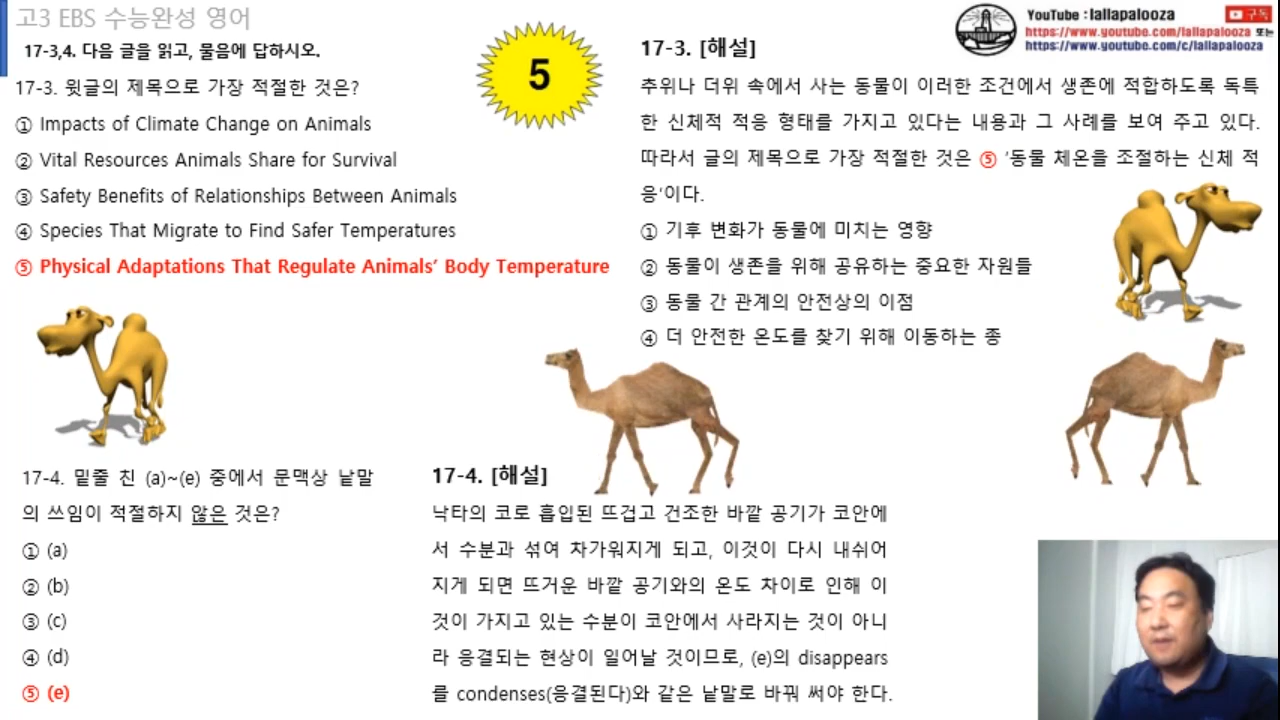 고3 EBS 수능완성 영어
17-3,4. 다음 글을 읽고, 물음에 답하시오.
17-3. 윗글의 제목으로 가장 적절한 것은?
① Impacts of Climate Change on Animals
② Vital Resources Animals Share for Survival
③ Safety Benefits of Relationships Between Animals
④ Species That Migrate to Find Safer Temperatures
⑤ Physical Adaptations That Regulate Animals’ Body Temperature
5
YouTube : lallapalooza
구독
https://www.youtube.com/lallapalooza 또는
https://www.youtube.com/c/lallapalooza
17-3. [해설]
추위나 더위 속에서 사는 동물이 이러한 조건에서 생존에 적합하도록 독특
한 신체적 적응 형태를 가지고 있다는 내용과 그 사례를 보여 주고 있다.
따라서 글의 제목으로 가장 적절한 것은 ⑤ ‘동물 체온을 조절하는 신체 적
응’이다.
① 기후 변화가 동물에 미치는 영향
② 동물이 생존을 위해 공유하는 중요한 자원들
③ 동물 간 관계의 안전상의 이점
④ 더 안전한 온도를 찾기 위해 이동하는 종
17-4. 밑줄 친 (a)~(e) 중에서 문맥상 낱말
의 쓰임이 적절하지 않은 것은?
① (a)
② (b)
③ (c)
④ (d)
⑤ (e)
17-4. [해설]
낙타의 코로 흡입된 뜨겁고 건조한 바깥 공기가 코안에
서 수분과 섞여 차가워지게 되고, 이것이 다시 내쉬어
지게 되면 뜨거운 바깥 공기와의 온도 차이로 인해 이
것이 가지고 있는 수분이 코안에서 사라지는 것이 아니
라 응결되는 현상이 일어날 것이므로, (e)의 disappears
를 condenses(응결된다)와 같은 낱말로 바꿔 써야 한다.